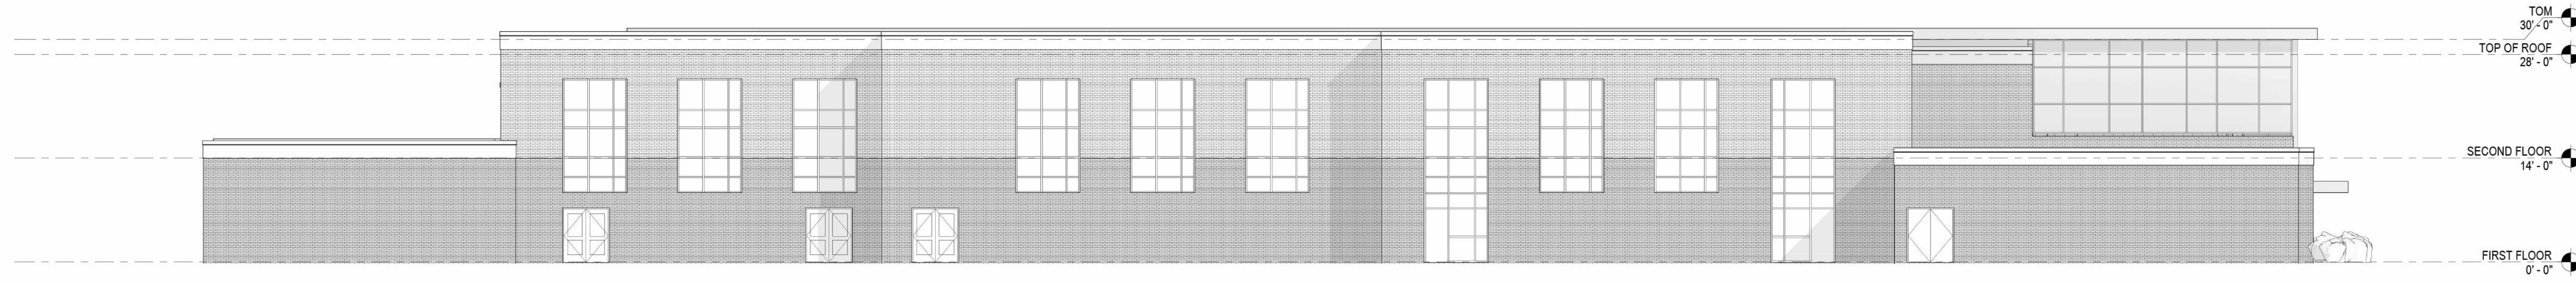 TOM
30' - 0"
TOP OF ROOF
28' - 0"
SECOND FLOOR
14' - 0"
FIRST FLOOR
0' - 0"